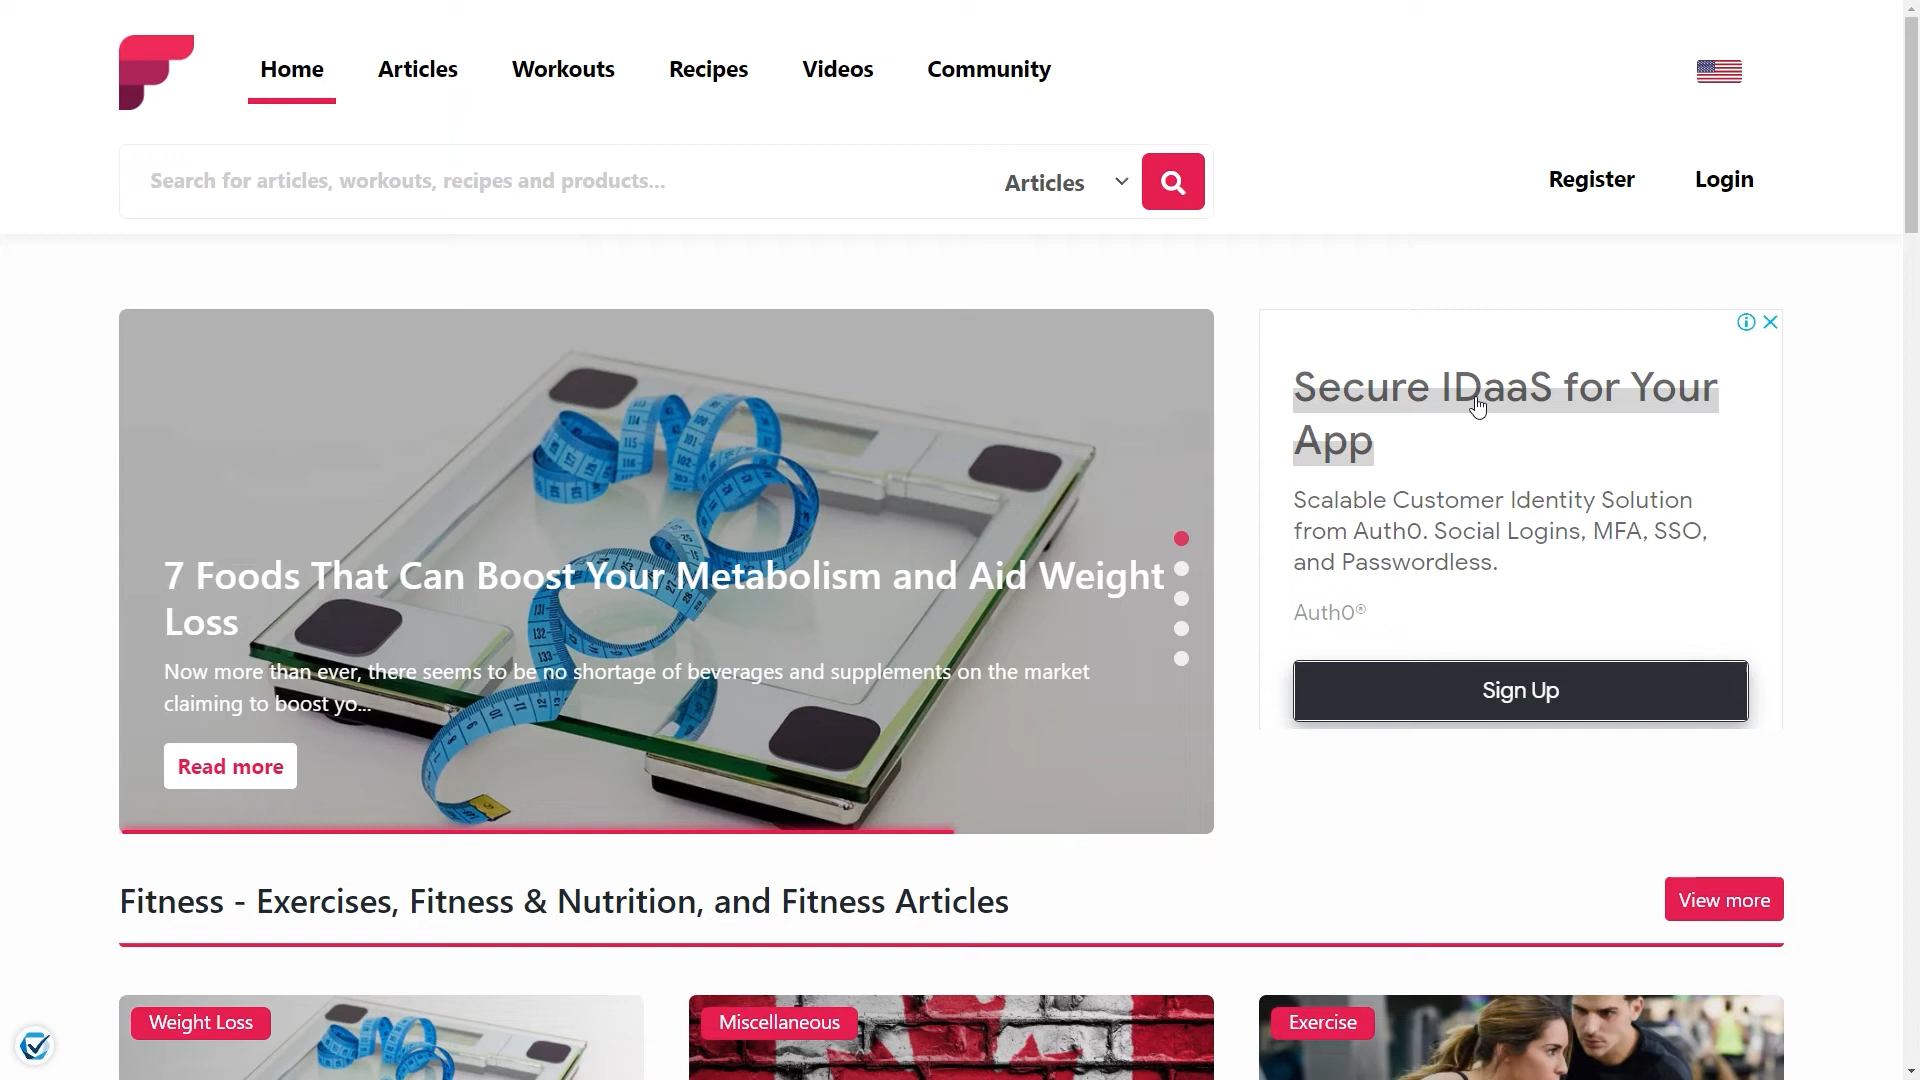 Home
Articles
Workouts
Recipes
Videos
Community
Search for articles, workouts, recipes and products...
Articles
Register
Login
7 Foods That Can Boost Your Metabolism and Aid Weight
Loss
Now more than ever, there seems to be no shortage of beverages and supplements on the market
claiming to boost yo...
Read more
Secure IDaaS for Your
App
Scalable Customer Identity Solution
from Auth0. Social Logins, MFA, SSO,
and Passwordless.
Auth0®
Sign Up
Fitness - Exercises, Fitness & Nutrition, and Fitness Articles
View more
Weight Loss
Miscellaneous
Exercise